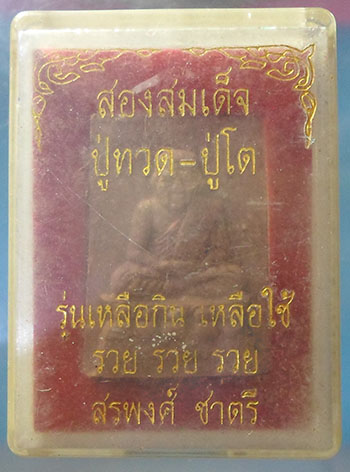 สองสมเด็จ
ปู่ทวด=ปู่โต
รุ่นเหลือกิน เหลือใช้
รวย รวย รวย
สรพงศ์ ชาตรี